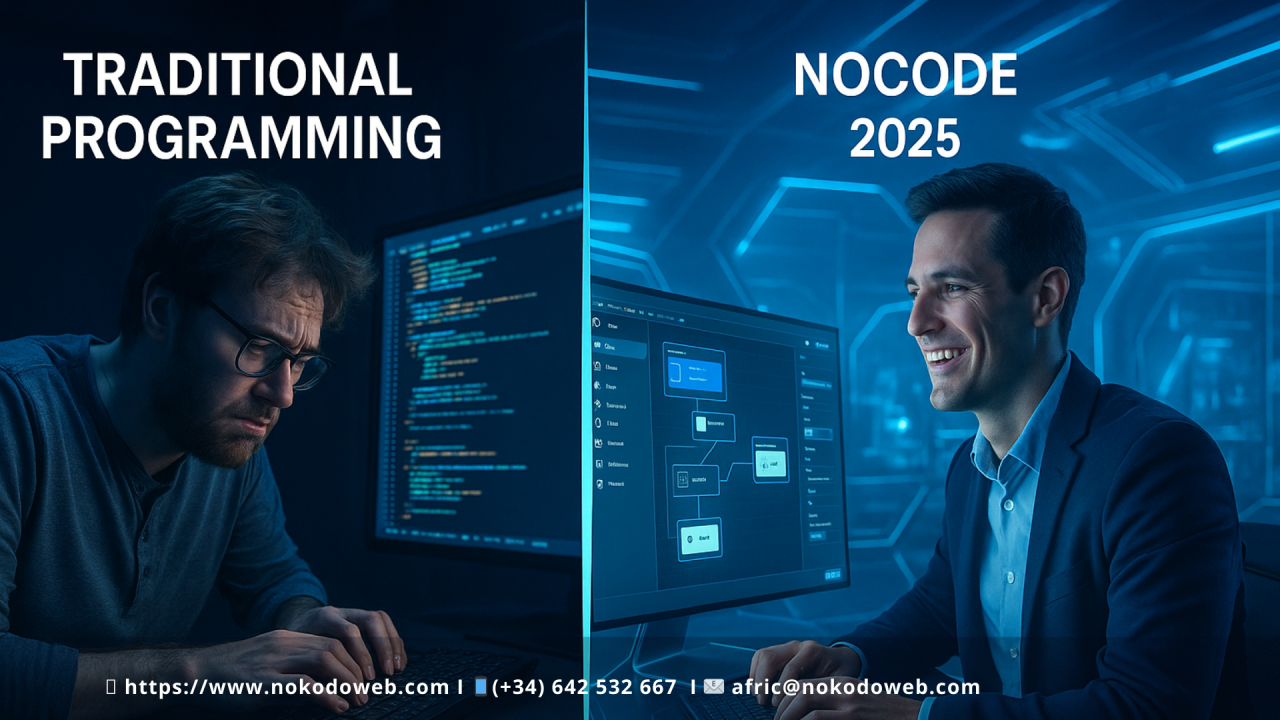 TRADITIONAL
PROGRAMMING
NOCODE
2025
https://www.nokodoweb.com I (+34) 642 532 667 I afric@nokodoweb.com